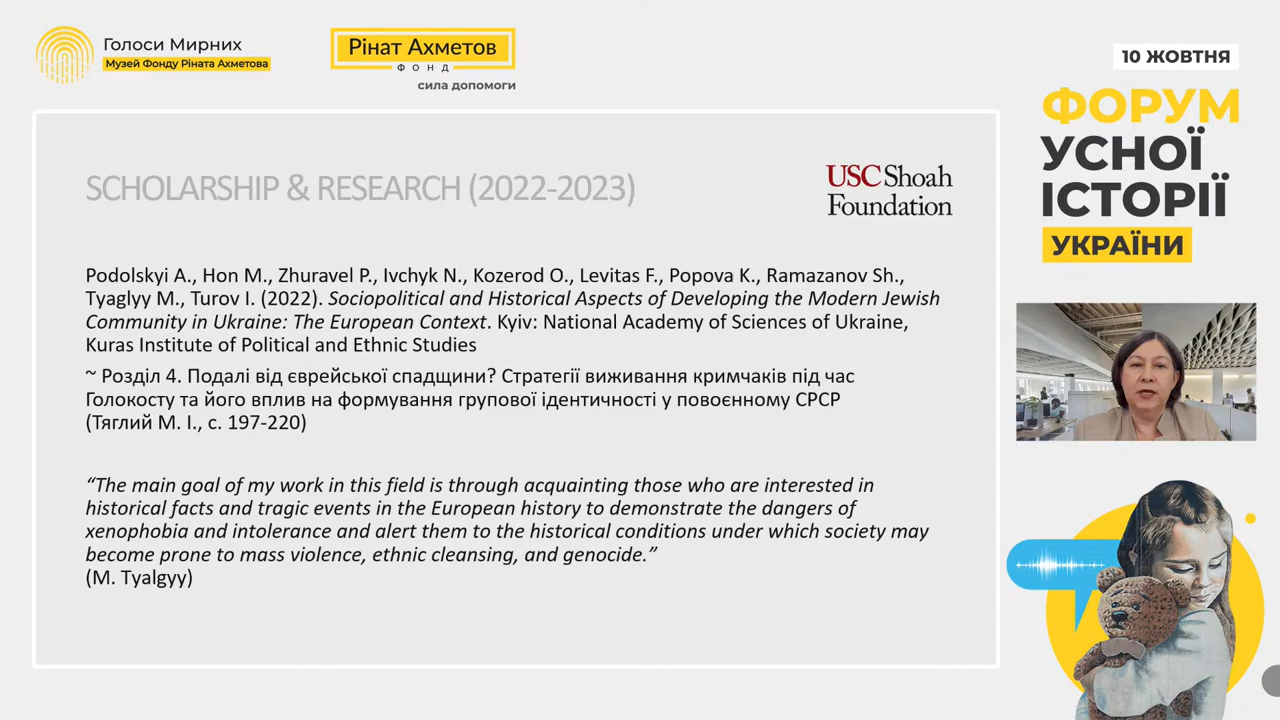 Голоси Мирних
Музей Фонду Ріната Ахметова
Рінат Ахметов
ФОНД
сила допомоги
10 ЖОВТНЯ
ФОРУМ
УСНОЇ
ІСТОРІЇ
УКРАЇНИ
SCHOLARSHIP & RESEARCH (2022-2023)
USC Shoah
Foundation
Podolskyi A., Hon M., Zhuravel P., Ivchyk N., Kozerod O., Levitas F., Popova K., Ramazanov Sh.,
Tyaglyy M., Turov I. (2022). Sociopolitical and Historical Aspects of Developing the Modern Jewish
Community in Ukraine: The European Context. Kyiv: National Academy of Sciences of Ukraine,
Kuras Institute of Political and Ethnic Studies
~ Розділ 4. Подалі від єврейської спадщини? Стратегії виживання кримчаків під час
Голокосту та його вплив на формування групової ідентичності у повоєнному СРСР
(Тяглий М. І., с. 197-220)
“The main goal of my work in this field is through acquainting those who are interested in
historical facts and tragic events in the European history to demonstrate the dangers of
xenophobia and intolerance and alert them to the historical conditions under which society may
become prone to mass violence, ethnic cleansing, and genocide.”
(M. Tyalgyy)